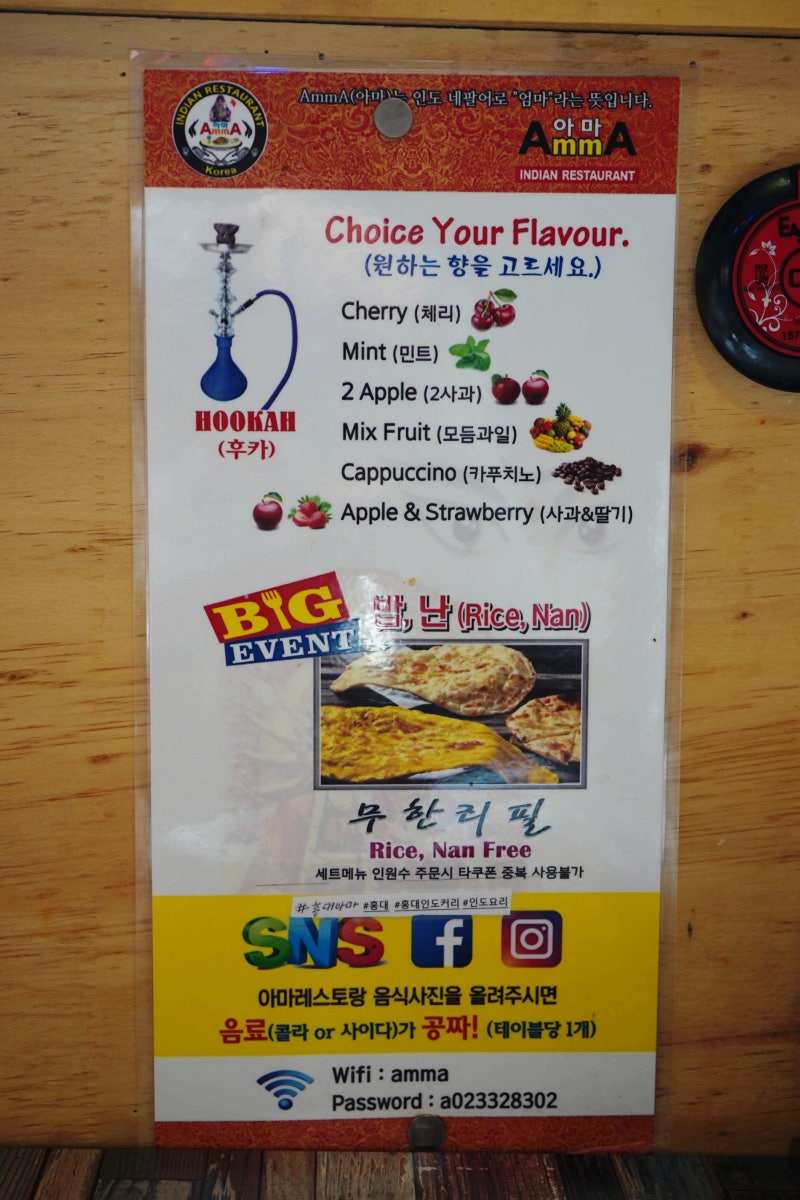 INDIAN RESTAURANT
아마
AmmA
Korea
AmmA(아마)는 인도 네팔어로 "엄마"라는 뜻입니다.
아마
AmmA
INDIAN RESTAURANT
Choice Your Flavour.
(원하는 향을 고르세요.)
HOOKAH
(후카)
Cherry (체리)
Mint (민트)
2 Apple (2사과)
Mix Fruit (모듬과일)
Cappuccino (카푸치노)
Apple & Strawberry (사과&딸기)
BIG
EVENT
밥, 난 (Rice, Nan)
무한리필
Rice, Nan Free
세트메뉴 인원수 주문시 타쿠폰 중복 사용불가
#홍대아마 #홍대 #홍대인도커리 #인도요리
SNS
아마레스토랑 음식사진을 올려주시면
음료(콜라 or 사이다)가 공짜! (테이블당 1개)
Wifi : amma
Password : a023328302